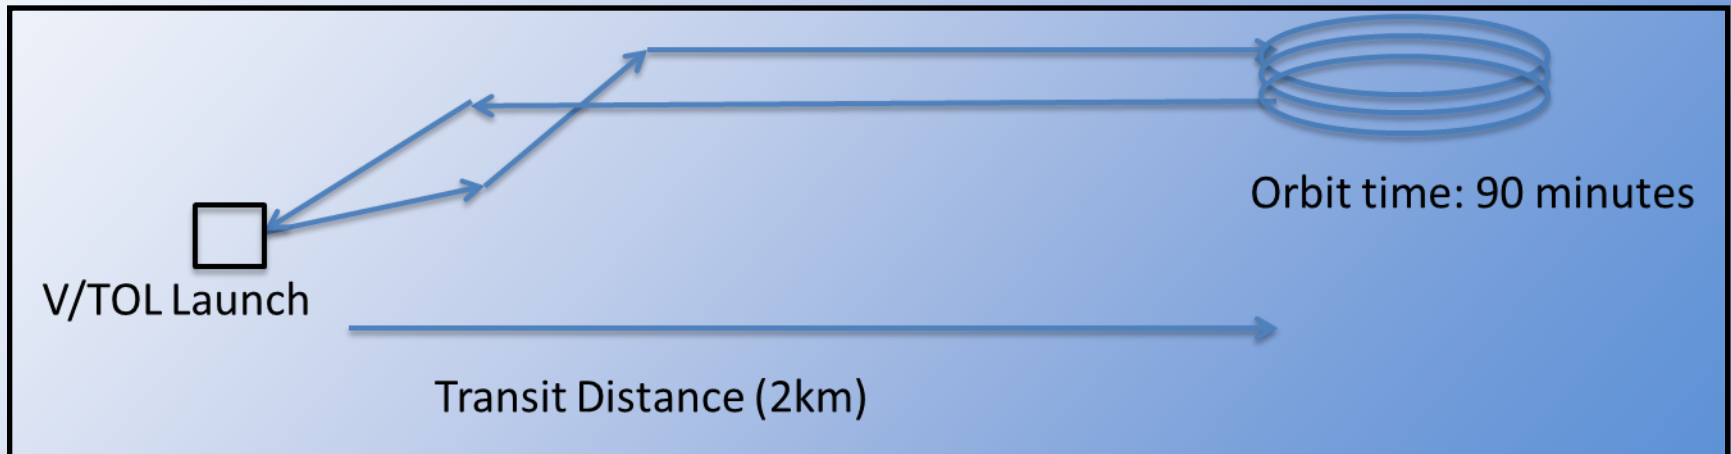 Orbit time: 90 minutes
V/TOL Launch
Transit Distance (2km)